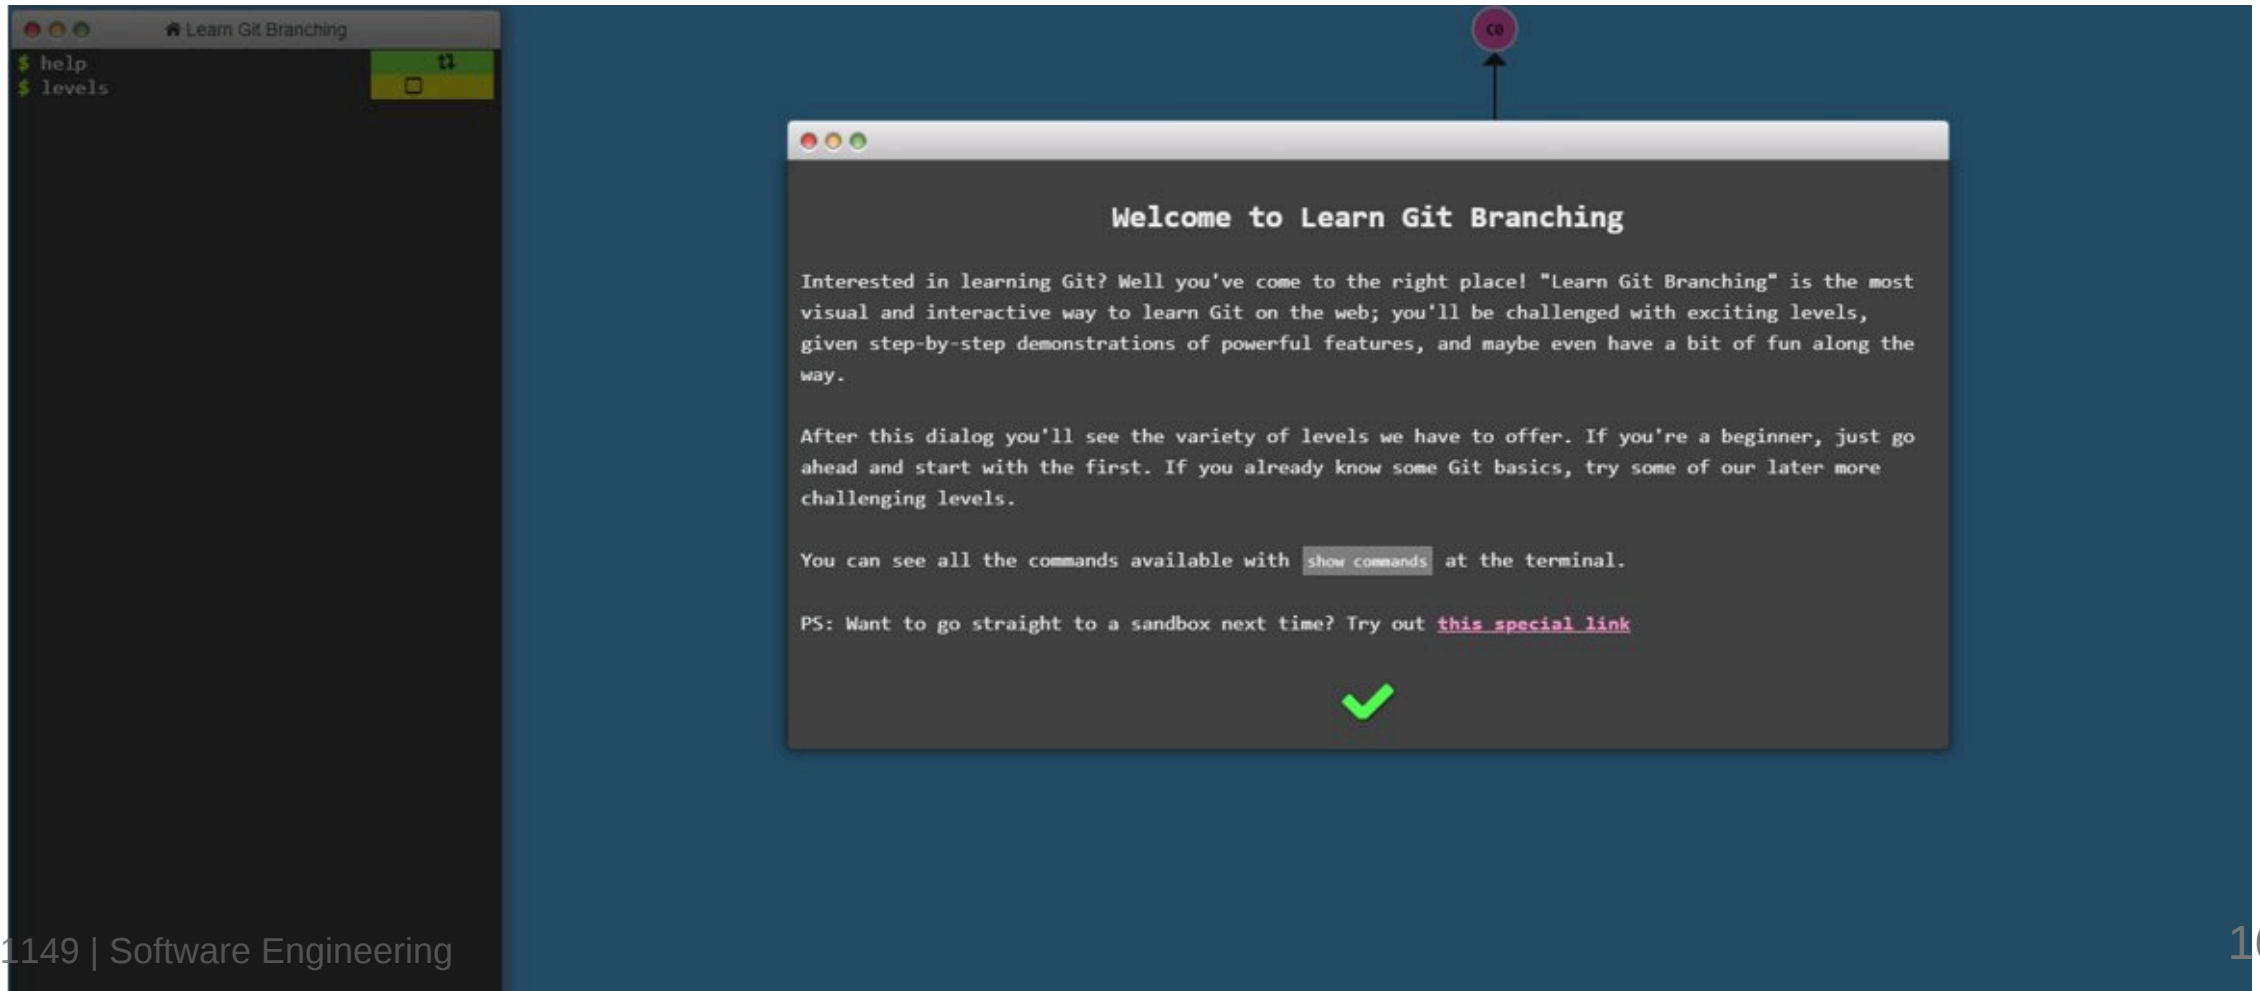 Learn Git Branching
$ help
$ levels
C0
Welcome to Learn Git Branching
Interested in learning Git? Well you've come to the right place! "Learn Git Branching" is the most
visual and interactive way to learn Git on the web; you'll be challenged with exciting levels,
given step-by-step demonstrations of powerful features, and maybe even have a bit of fun along the
way.
After this dialog you'll see the variety of levels we have to offer. If you're a beginner, just go
ahead and start with the first. If you already know some Git basics, try some of our later more
challenging levels.
You can see all the commands available with show commands at the terminal.
PS: Want to go straight to a sandbox next time? Try out this special link
1149 | Software Engineering